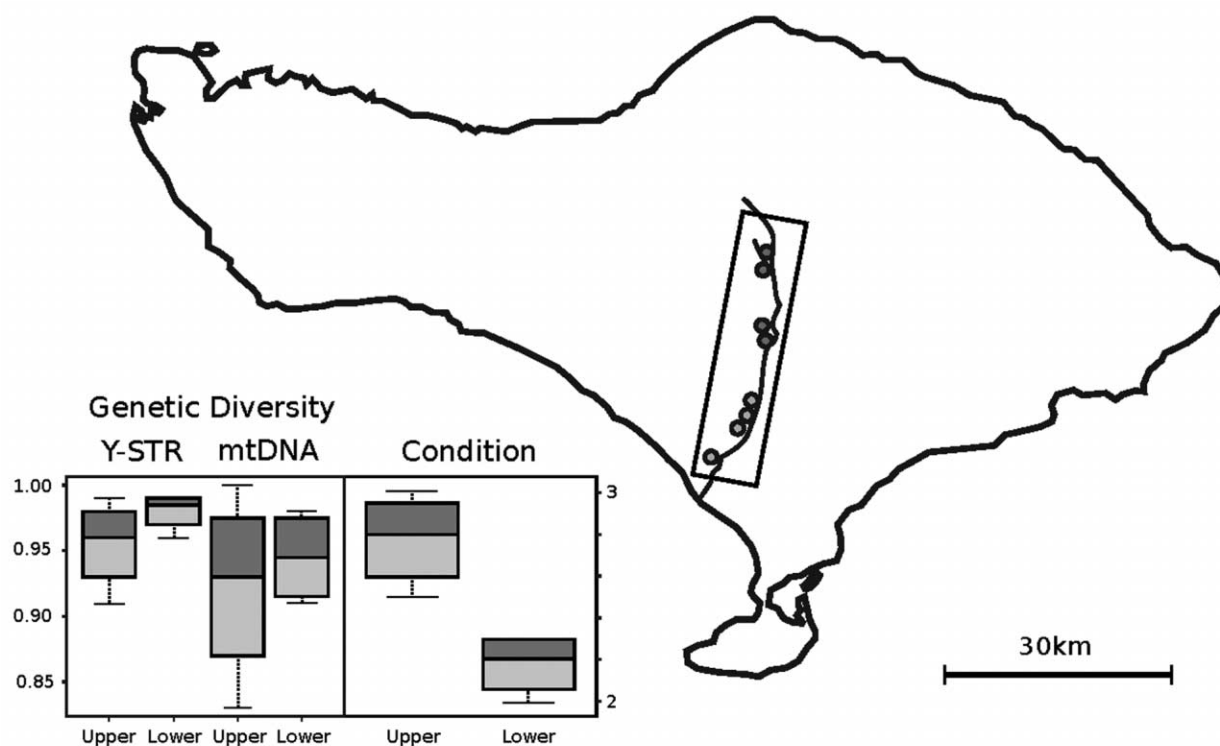 Genetic Diversity
Y-STR mtDNA Condition
1.00
0.95
0.90
0.85
3
2
Upper Lower Upper Lower Upper Lower
30km